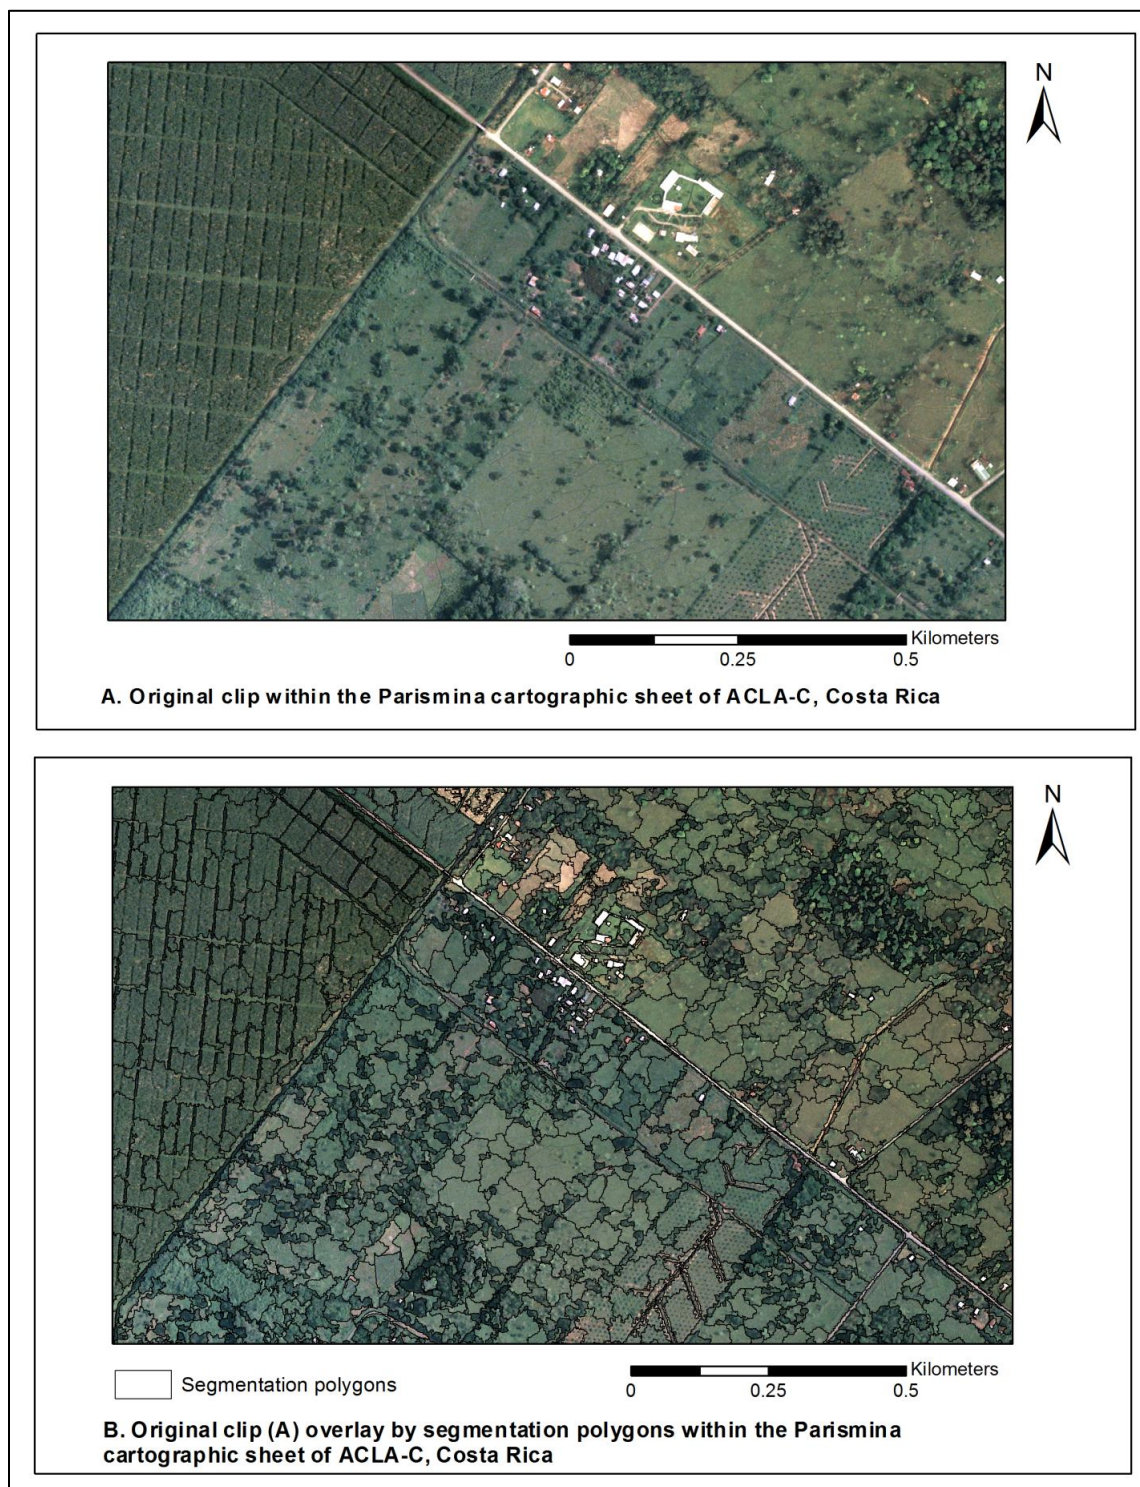 N
Kilometers
0 0.25 0.5
A. Original clip within the Parismina cartographic sheet of ACLA-C, Costa Rica
N
Segmentation polygons
Kilometers
0 0.25 0.5
B. Original clip (A) overlay by segmentation polygons within the Parismina
cartographic sheet of ACLA-C, Costa Rica